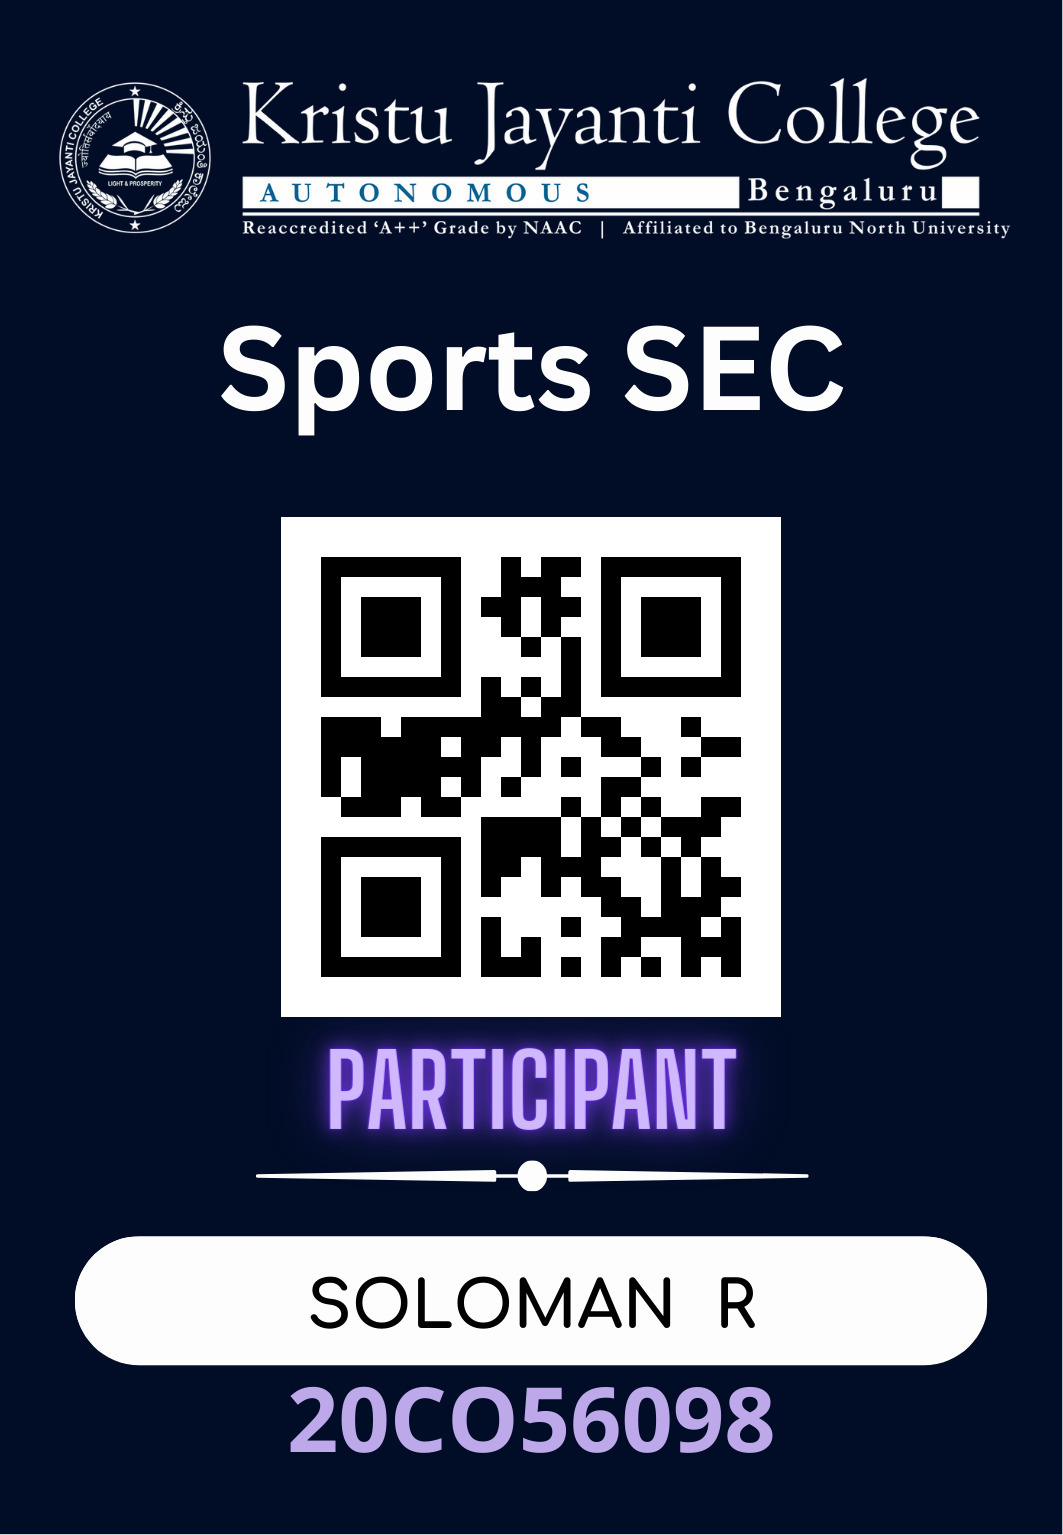 KRISTU JAYANTI COLLEGE
ಕ್ರಿಸ್ತು ಜಯಂತಿ ಕಾಲೇಜು
LIGHT & PROSPERITY
Kristu Jayanti College
AUTONOMOUS Bengaluru
Reaccredited ‘A++’ Grade by NAAC | Affiliated to Bengaluru North University
Sports SEC
PARTICIPANT
SOLOMAN R
20CO56098